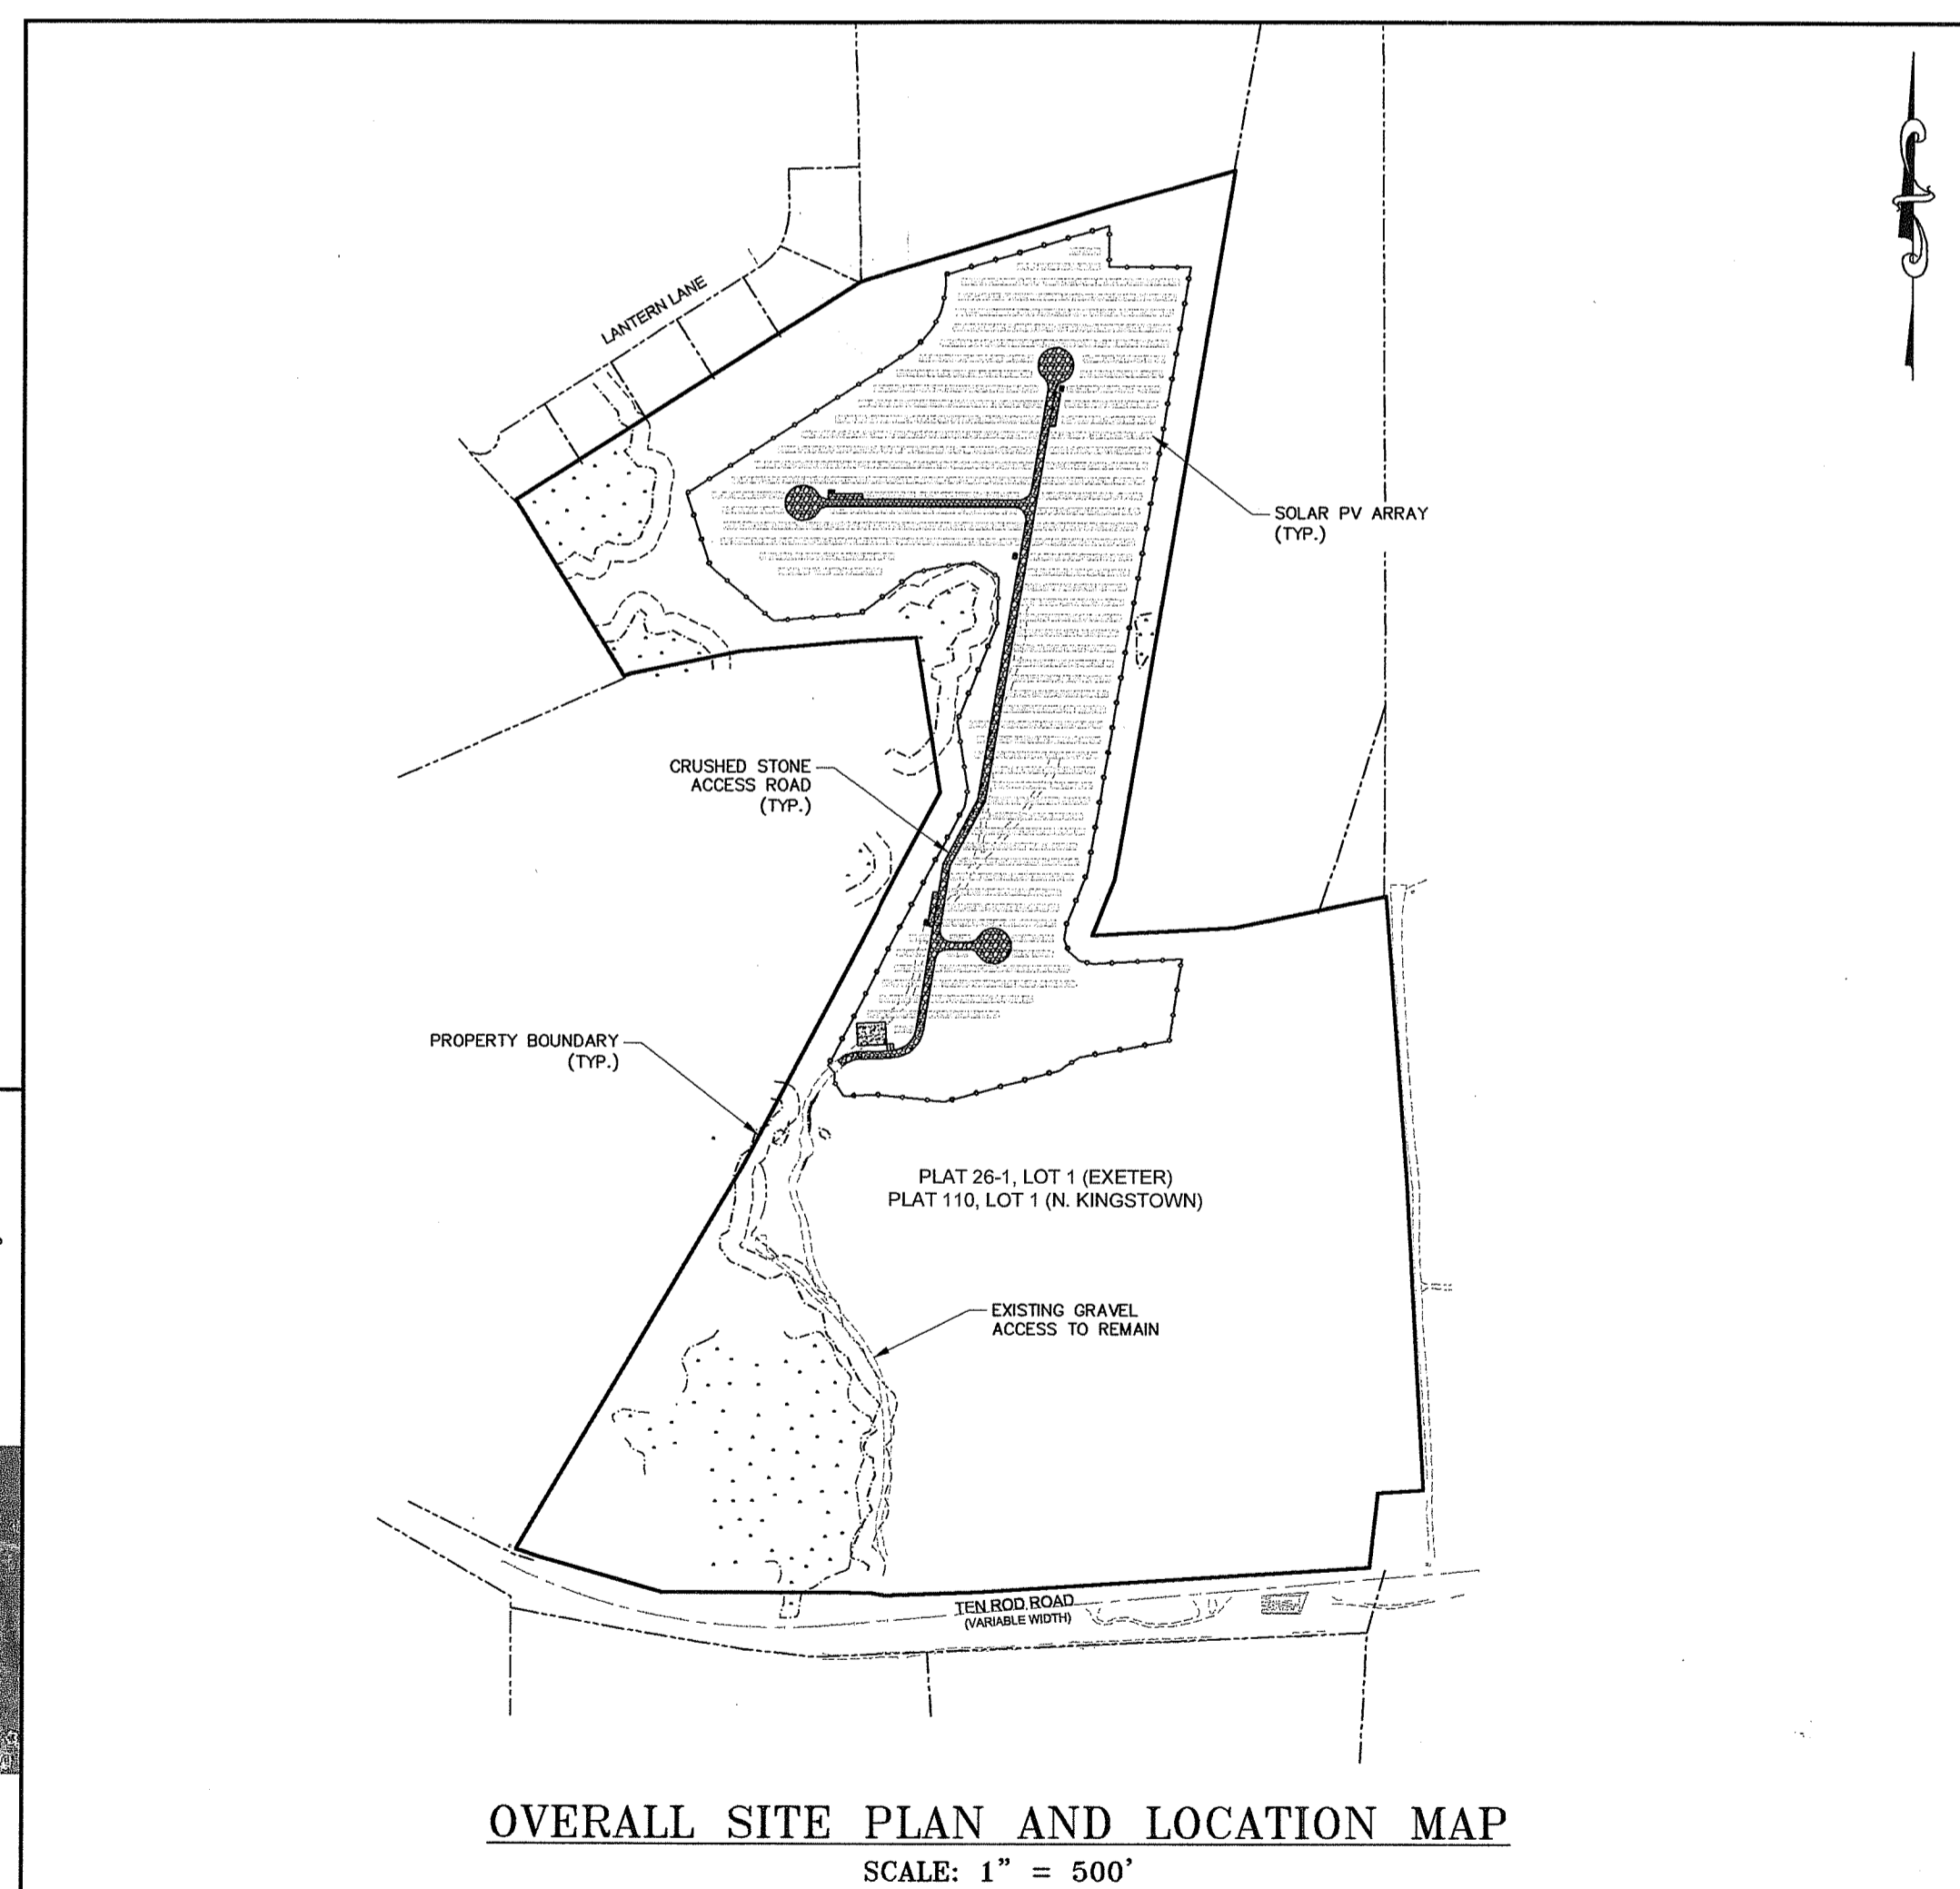 LANTERN LANE
SOLAR PV ARRAY
(TYP.)
CRUSHED STONE
ACCESS ROAD
(TYP.)
PROPERTY BOUNDARY
(TYP.)
PLAT 26-1, LOT 1 (EXETER)
PLAT 110, LOT 1 (N. KINGSTOWN)
EXISTING GRAVEL
ACCESS TO REMAIN
TEN ROD ROAD
(VARIABLE WIDTH)
OVERALL SITE PLAN AND LOCATION MAP
SCALE: 1" = 500'